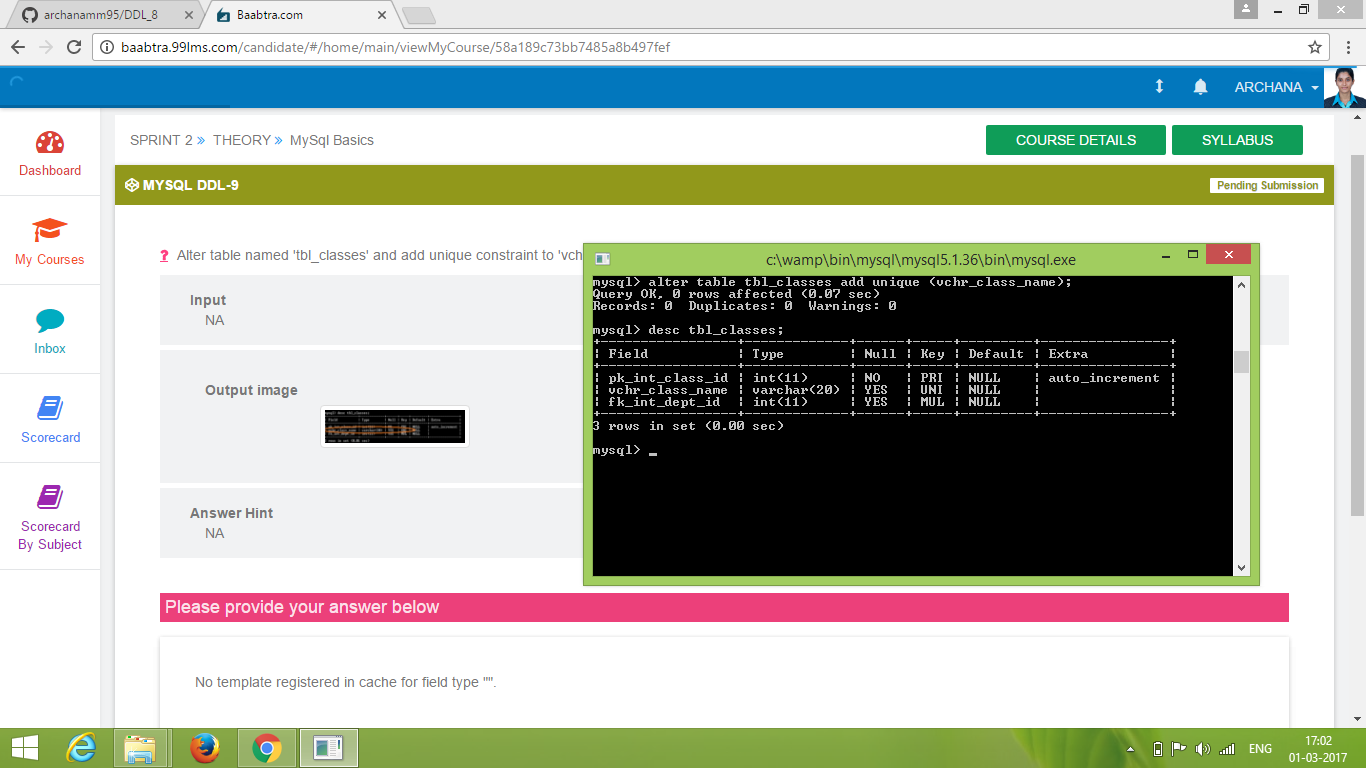 archanamm95/DDL_8
Baabtra.com
baabtra.99lms.com/candidate/#/home/main/viewMyCourse/58a189c73bb7485a8b497fef
ARCHANA
Dashboard
My Courses
Inbox
Scorecard
Scorecard
By Subject
SPRINT 2 » THEORY » MySql Basics
COURSE DETAILS
SYLLABUS
MYSQL DDL-9
Pending Submission
? Alter table named 'tbl_classes' and add unique constraint to 'vch
Input
NA
Output image
Answer Hint
NA
c:\wamp\bin\mysql\mysql5.1.36\bin\mysql.exe
mysql> alter table tbl_classes add unique (vchr_class_name);
Query OK, 0 rows affected (0.07 sec)
Records: 0 Duplicates: 0 Warnings: 0
mysql> desc tbl_classes;
+------------------+-------------+------+-----+---------+----------------+
| Field | Type | Null | Key | Default | Extra |
+------------------+-------------+------+-----+---------+----------------+
| pk_int_class_id | int(11) | NO | PRI | NULL | auto_increment |
| vchr_class_name | varchar(20) | YES | UNI | NULL | |
| fk_int_dept_id | int(11) | YES | MUL | NULL | |
+------------------+-------------+------+-----+---------+----------------+
3 rows in set (0.00 sec)
mysql> _
Please provide your answer below
No template registered in cache for field type "".
ENG
17:02
01-03-2017